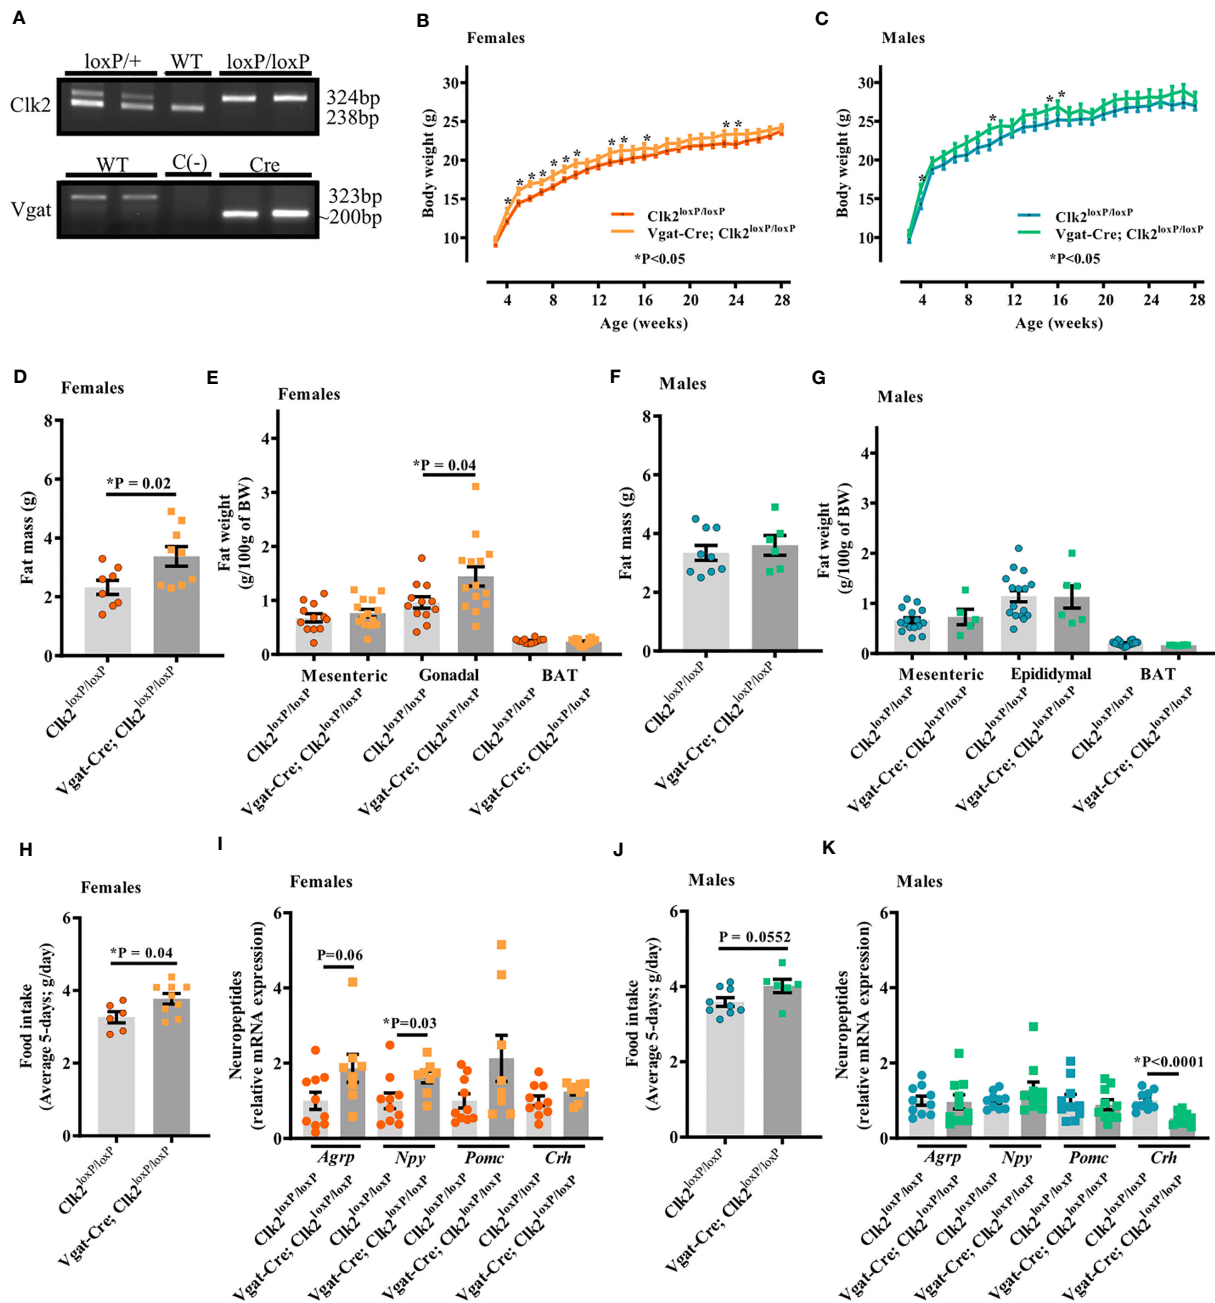 A
loxP/+ WT loxP/loxP
Clk2
324bp
238bp
WT C(-) Cre
Vgat
323bp
~200bp
B
Females
Body weight (g)
30
25
20
15
10
* * * * * * * * * * * *
Clk2loxP/loxP
Vgat-Cre; Clk2loxP/loxP
*P<0.05
4 8 12 16 20 24 28
Age (weeks)
C
Males
Body weight (g)
30
25
20
15
10
* * * *
Clk2loxP/loxP
Vgat-Cre; Clk2loxP/loxP
*P<0.05
4 8 12 16 20 24 28
Age (weeks)
D
Females
Fat mass (g)
8
6
4
2
0
*P = 0.02
Clk2loxP/loxP
Vgat-Cre; Clk2loxP/loxP
E
Females
Fat weight
(g/100g of BW)
4
3
2
1
0
*P = 0.04
Mesenteric Gonadal BAT
Clk2loxP/loxP
Vgat-Cre; Clk2loxP/loxP
Clk2loxP/loxP
Vgat-Cre; Clk2loxP/loxP
Clk2loxP/loxP
Vgat-Cre; Clk2loxP/loxP
F
Males
Fat mass (g)
8
6
4
2
0
Clk2loxP/loxP
Vgat-Cre; Clk2loxP/loxP
G
Males
Fat weight
(g/100g of BW)
4
3
2
1
0
Mesenteric Epididymal BAT
Clk2loxP/loxP
Vgat-Cre; Clk2loxP/loxP
Clk2loxP/loxP
Vgat-Cre; Clk2loxP/loxP
Clk2loxP/loxP
Vgat-Cre; Clk2loxP/loxP
H
Females
Food intake
(Average 5-days; g/day)
6
4
2
0
*P = 0.04
Clk2loxP/loxP
Vgat-Cre; Clk2loxP/loxP
I
Females
Neuropeptides
(relative mRNA expression)
6
4
2
0
P=0.06
*P=0.03
Agrp Npy Pomc Crh
Clk2loxP/loxP
Vgat-Cre; Clk2loxP/loxP
Clk2loxP/loxP
Vgat-Cre; Clk2loxP/loxP
Clk2loxP/loxP
Vgat-Cre; Clk2loxP/loxP
Clk2loxP/loxP
Vgat-Cre; Clk2loxP/loxP
J
Males
Food intake
(Average 5-days; g/day)
6
4
2
0
P = 0.0552
Clk2loxP/loxP
Vgat-Cre; Clk2loxP/loxP
K
Males
Neuropeptides
(relative mRNA expression)
6
4
2
0
*P<0.0001
Agrp Npy Pomc Crh
Clk2loxP/loxP
Vgat-Cre; Clk2loxP/loxP
Clk2loxP/loxP
Vgat-Cre; Clk2loxP/loxP
Clk2loxP/loxP
Vgat-Cre; Clk2loxP/loxP
Clk2loxP/loxP
Vgat-Cre; Clk2loxP/loxP